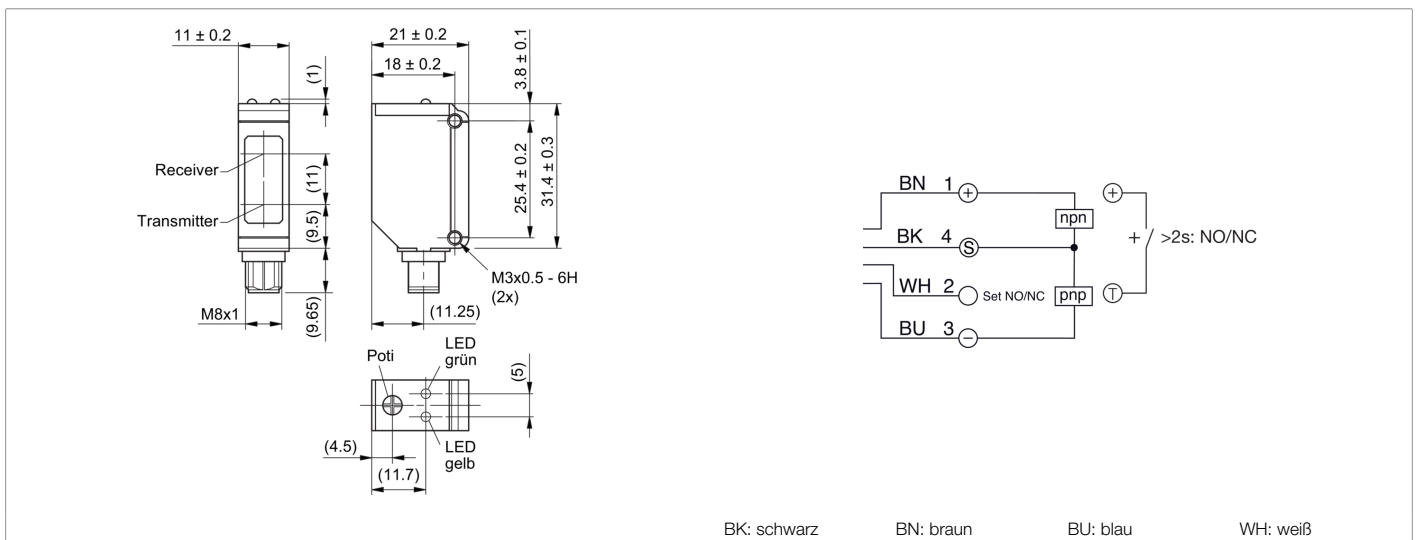 11 ± 0.2
21 ± 0.2
18 ± 0.2
3.8 ± 0.1
(1)
Receiver
Transmitter
(11)
(9.5)
25.4 ± 0.2
31.4 ± 0.3
M3x0.5 - 6H
(2x)
M8x1
(9.65)
(11.25)
Poti
LED
grün
(5)
LED
gelb
(4.5)
(11.7)
BN 1 +
npn
+
BK 4 S
+ >2s: NO/NC
WH 2 Set NO/NC
pnp
T
BU 3 −
BK: schwarz BN: braun BU: blau WH: weiß